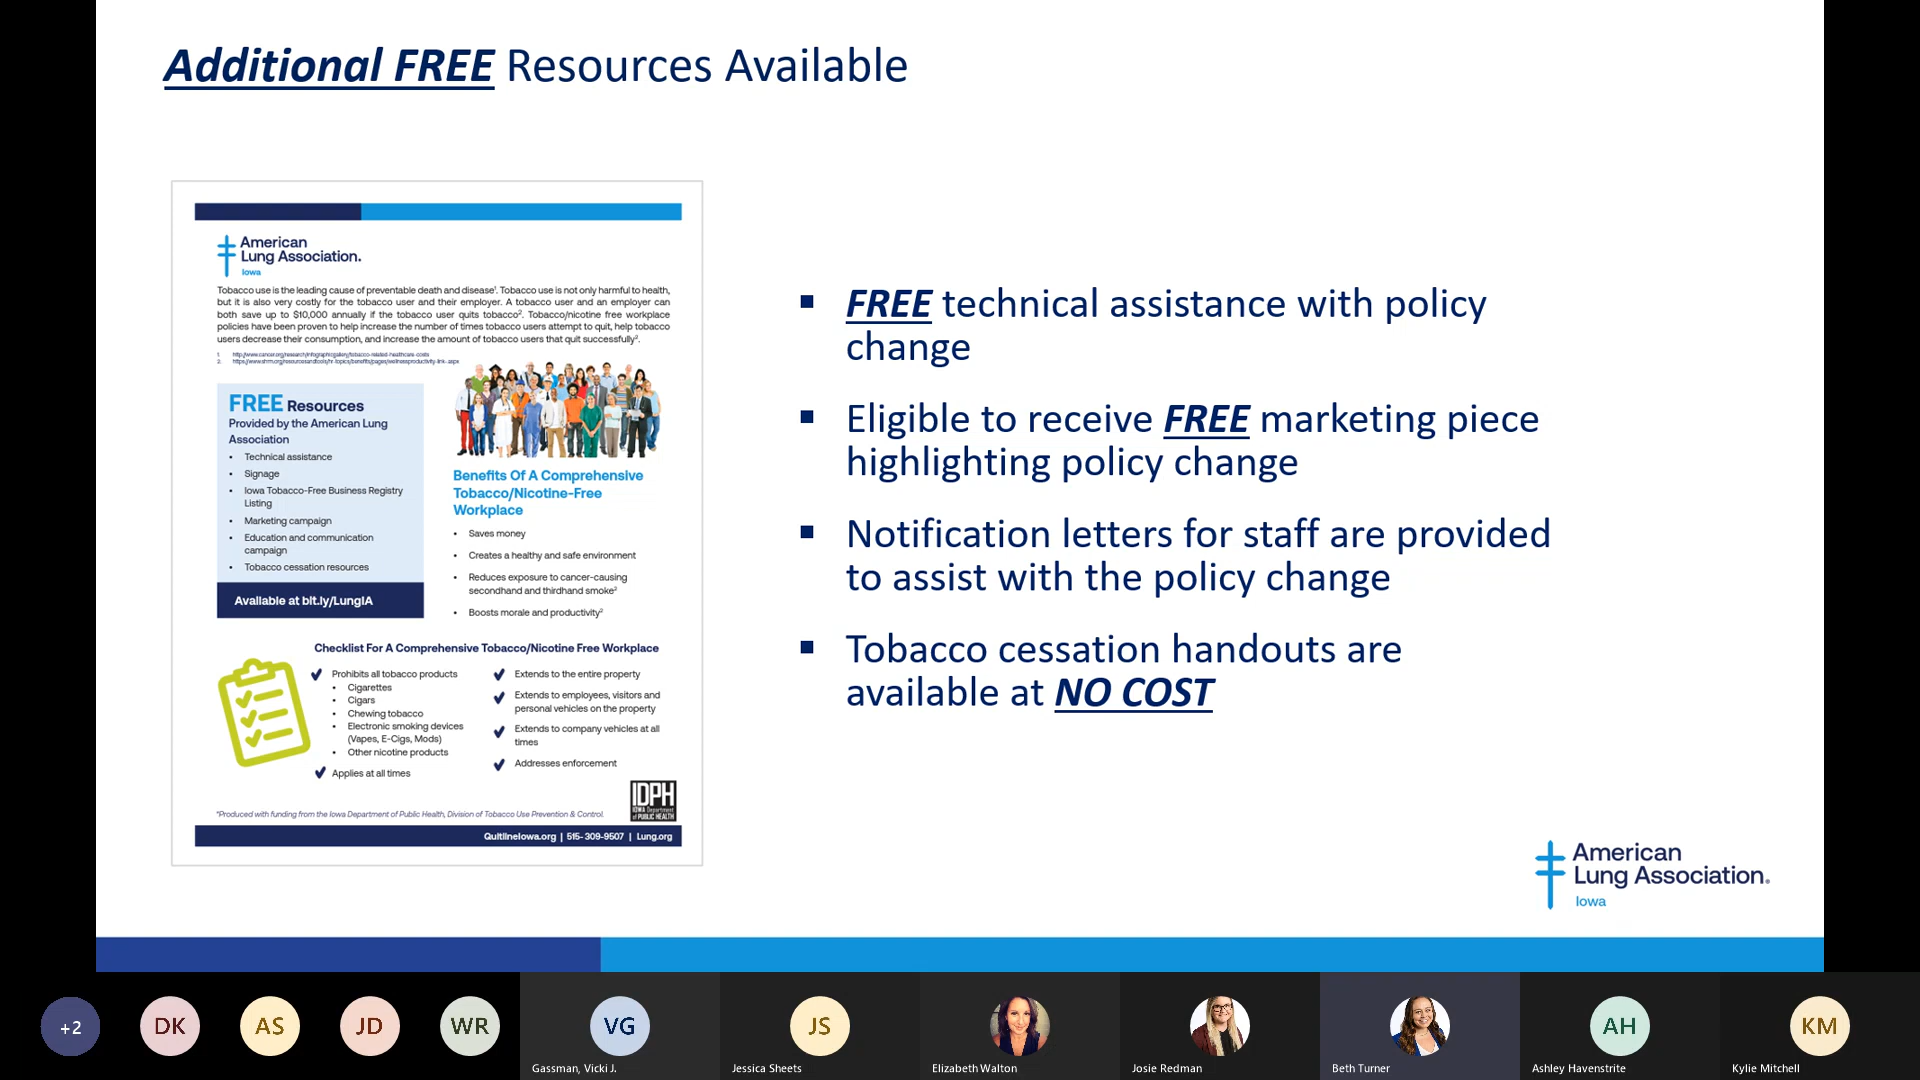 Additional FREE Resources Available
American
Lung Association.
Iowa
Tobacco use is the leading cause of preventable death and disease¹. Tobacco use is not only harmful to health,
but it is also very costly for the tobacco user and their employer. A tobacco user and an employer can
both save up to $10,000 annually if the tobacco user quits tobacco². Tobacco/nicotine free workplace
policies have been proven to help increase the number of times tobacco users attempt to quit, help tobacco
users decrease their consumption, and increase the amount of tobacco users that quit successfully².
1. http://www.cancer.org/research/infographicgallery/tobacco-related-healthcare-costs
FREE Resources
Provided by the American Lung
Association
• Technical assistance
• Signage
• Iowa Tobacco-Free Business Registry
Listing
• Marketing campaign
• Education and communication
campaign
• Tobacco cessation resources
Available at bit.ly/LungIA
Benefits Of A Comprehensive
Tobacco/Nicotine-Free
Workplace
• Saves money
• Creates a healthy and safe environment
• Reduces exposure to cancer-causing
secondhand and thirdhand smoke²
• Boosts morale and productivity²
Checklist For A Comprehensive Tobacco/Nicotine Free Workplace
Prohibits all tobacco products
• Cigarettes
• Cigars
• Chewing tobacco
• Electronic smoking devices
(Vapes, E-Cigs, Mods)
• Other nicotine products
Applies at all times
Extends to the entire property
Extends to employees, visitors and
personal vehicles on the property
Extends to company vehicles at all
times
Addresses enforcement
IDPH
IOWA Department
of PUBLIC HEALTH
*Produced with funding from the Iowa Department of Public Health, Division of Tobacco Use Prevention & Control.
QuitlineIowa.org | 515-309-9507 | Lung.org
▪ FREE technical assistance with policy
change
▪ Eligible to receive FREE marketing piece
highlighting policy change
▪ Notification letters for staff are provided
to assist with the policy change
▪ Tobacco cessation handouts are
available at NO COST
American
Lung Association.
Iowa
+2
DK
AS
JD
WR
VG
Gassman, Vicki J.
JS
Jessica Sheets
Elizabeth Walton
Josie Redman
Beth Turner
AH
Ashley Havenstrite
KM
Kylie Mitchell